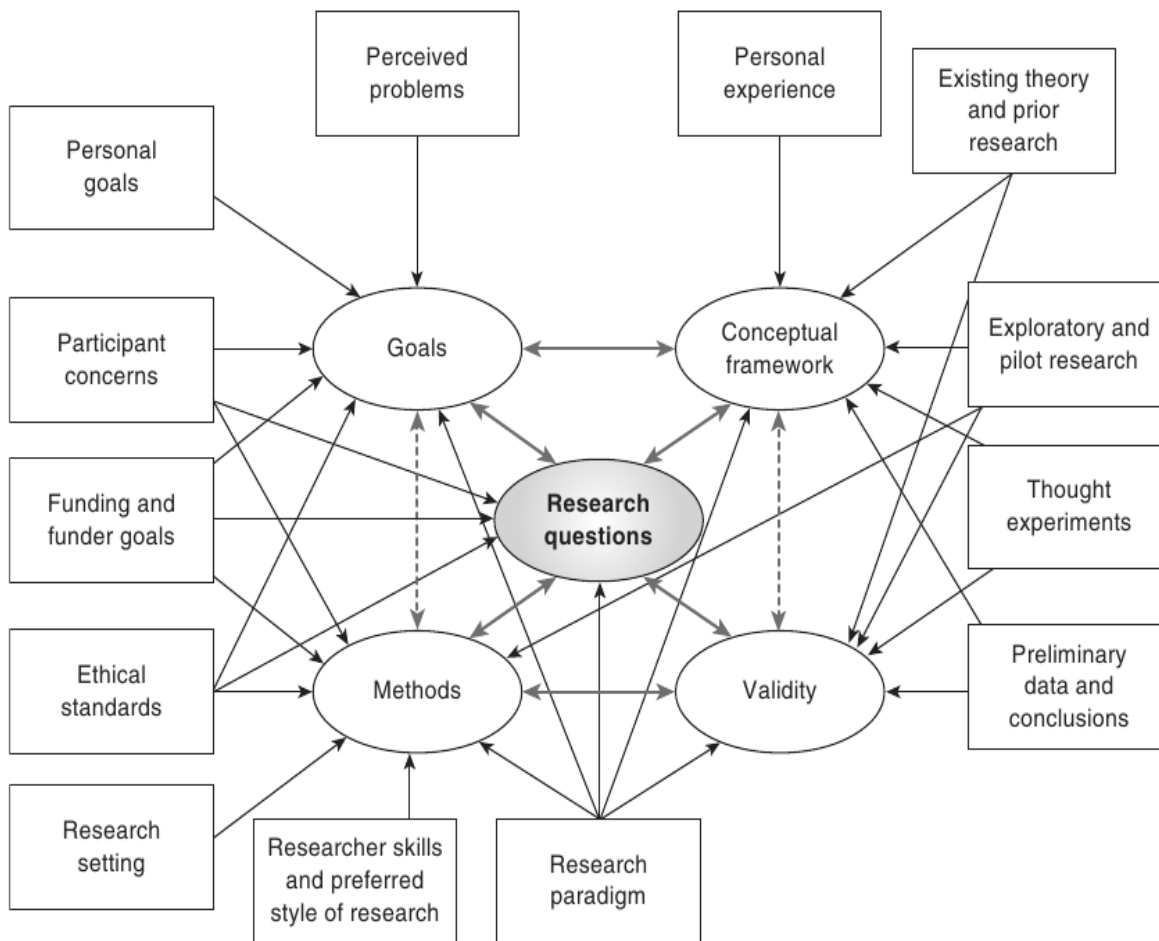 Perceived
problems
Personal
experience
Existing theory
and prior
research
Personal
goals
Participant
concerns
Goals
Conceptual
framework
Exploratory and
pilot research
Funding and
funder goals
Research
questions
Thought
experiments
Ethical
standards
Methods
Validity
Preliminary
data and
conclusions
Research
setting
Researcher skills
and preferred
style of research
Research
paradigm